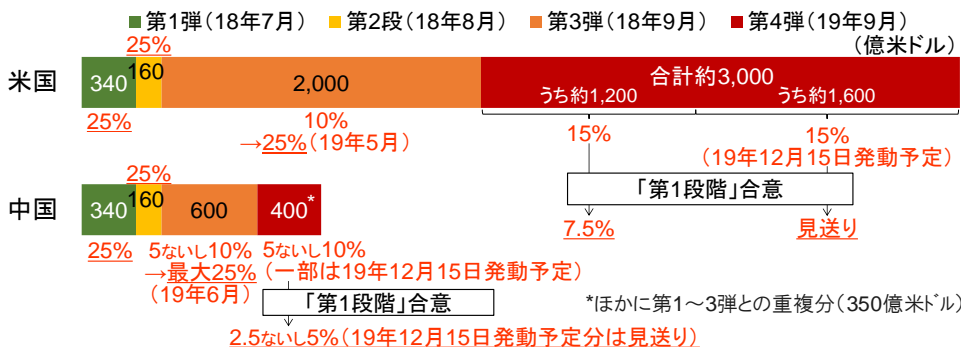 ■第1弾（18年7月） ■第2段（18年8月） ■第3弾（18年9月） ■第4弾（19年9月）
（億米ドル）
25%
米国
340
160
2,000
合計約3,000
うち約1,200
うち約1,600
25%
10%
→25%（19年5月）
15%
15%
（19年12月15日発動予定）
「第1段階」合意
7.5%
見送り
25%
中国
340
160
600
400*
25%
5ないし10%
→最大25%
（19年6月）
5ないし10%
（一部は19年12月15日発動予定）
「第1段階」合意
2.5ないし5%（19年12月15日発動予定分は見送り）
*ほかに第1～3弾との重複分（350億米ﾄﾞﾙ）